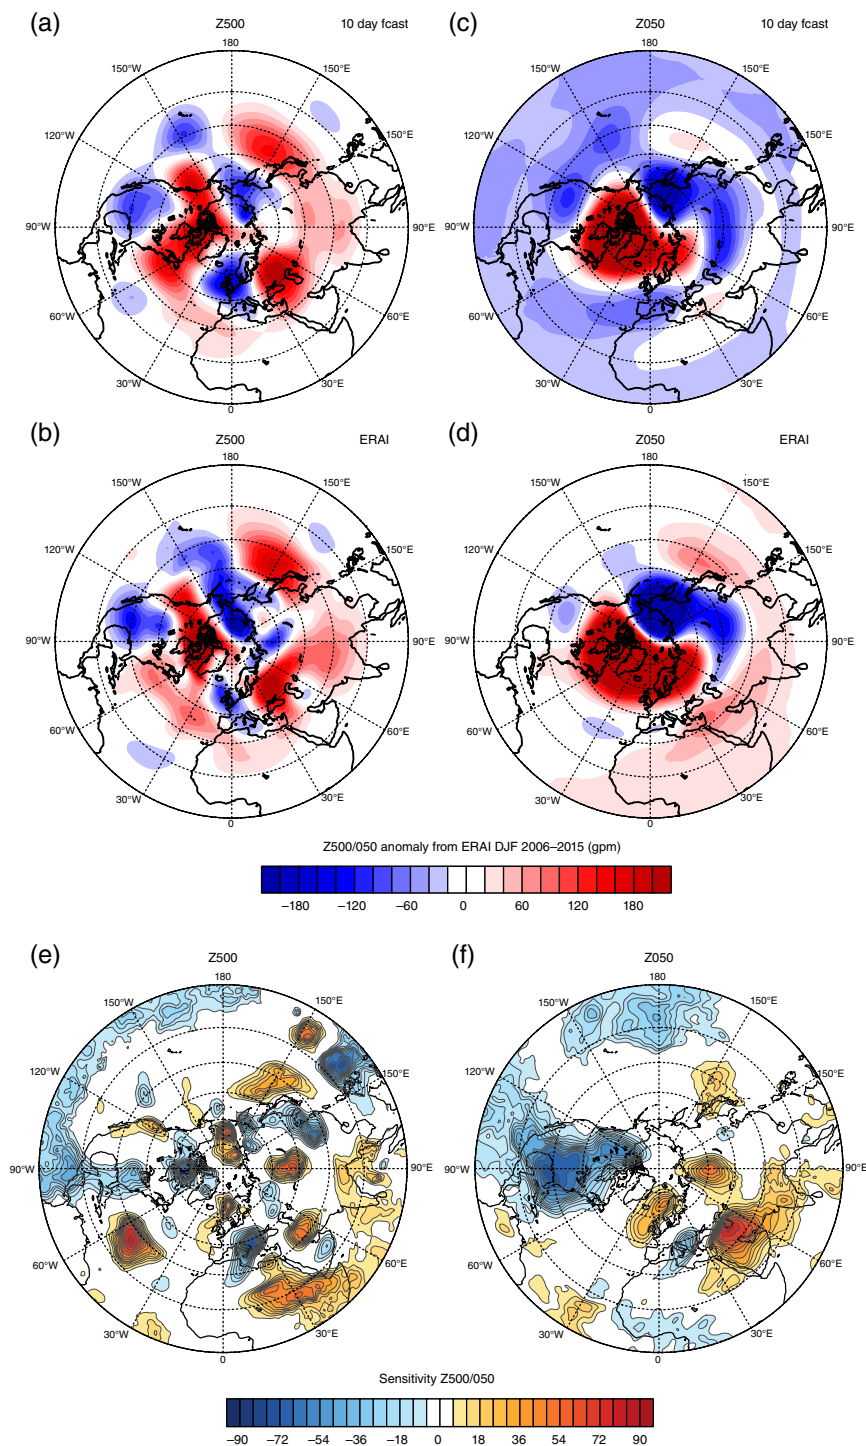 (a) Z500 10 day fcast
180
150°W 150°E
120°W 120°E
90°W 90°E
60°W 60°E
30°W 30°E
0
(c) Z050 10 day fcast
180
150°W 150°E
120°W 120°E
90°W 90°E
60°W 60°E
30°W 30°E
0
(b) Z500 ERAI
180
150°W 150°E
120°W 120°E
90°W 90°E
60°W 60°E
30°W 30°E
0
(d) Z050 ERAI
180
150°W 150°E
120°W 120°E
90°W 90°E
60°W 60°E
30°W 30°E
0
Z500/050 anomaly from ERAI DJF 2006–2015 (gpm)
−180 −120 −60 0 60 120 180
(e) Z500
180
150°W 150°E
120°W 120°E
90°W 90°E
60°W 60°E
30°W 30°E
0
(f) Z050
180
150°W 150°E
120°W 120°E
90°W 90°E
60°W 60°E
30°W 30°E
0
Sensitivity Z500/050
−90 −72 −54 −36 −18 0 18 36 54 72 90